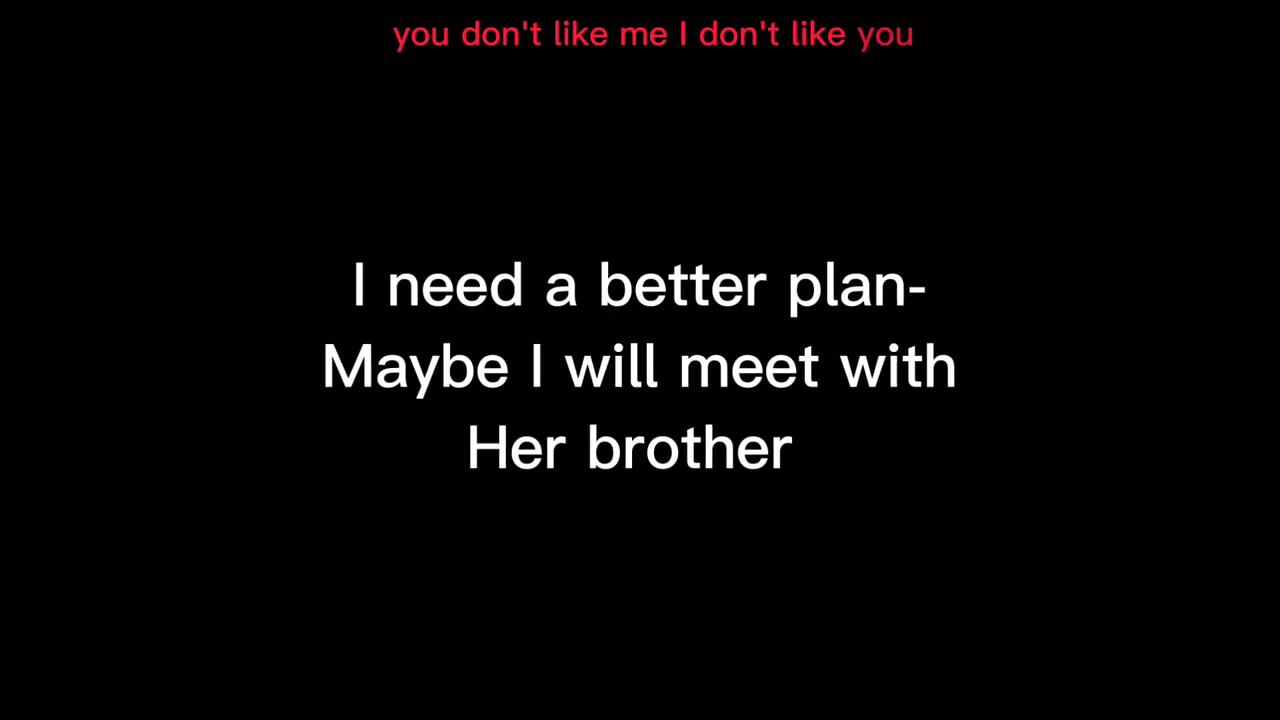 you don't like me I don't like you
I need a better plan-
Maybe I will meet with
Her brother